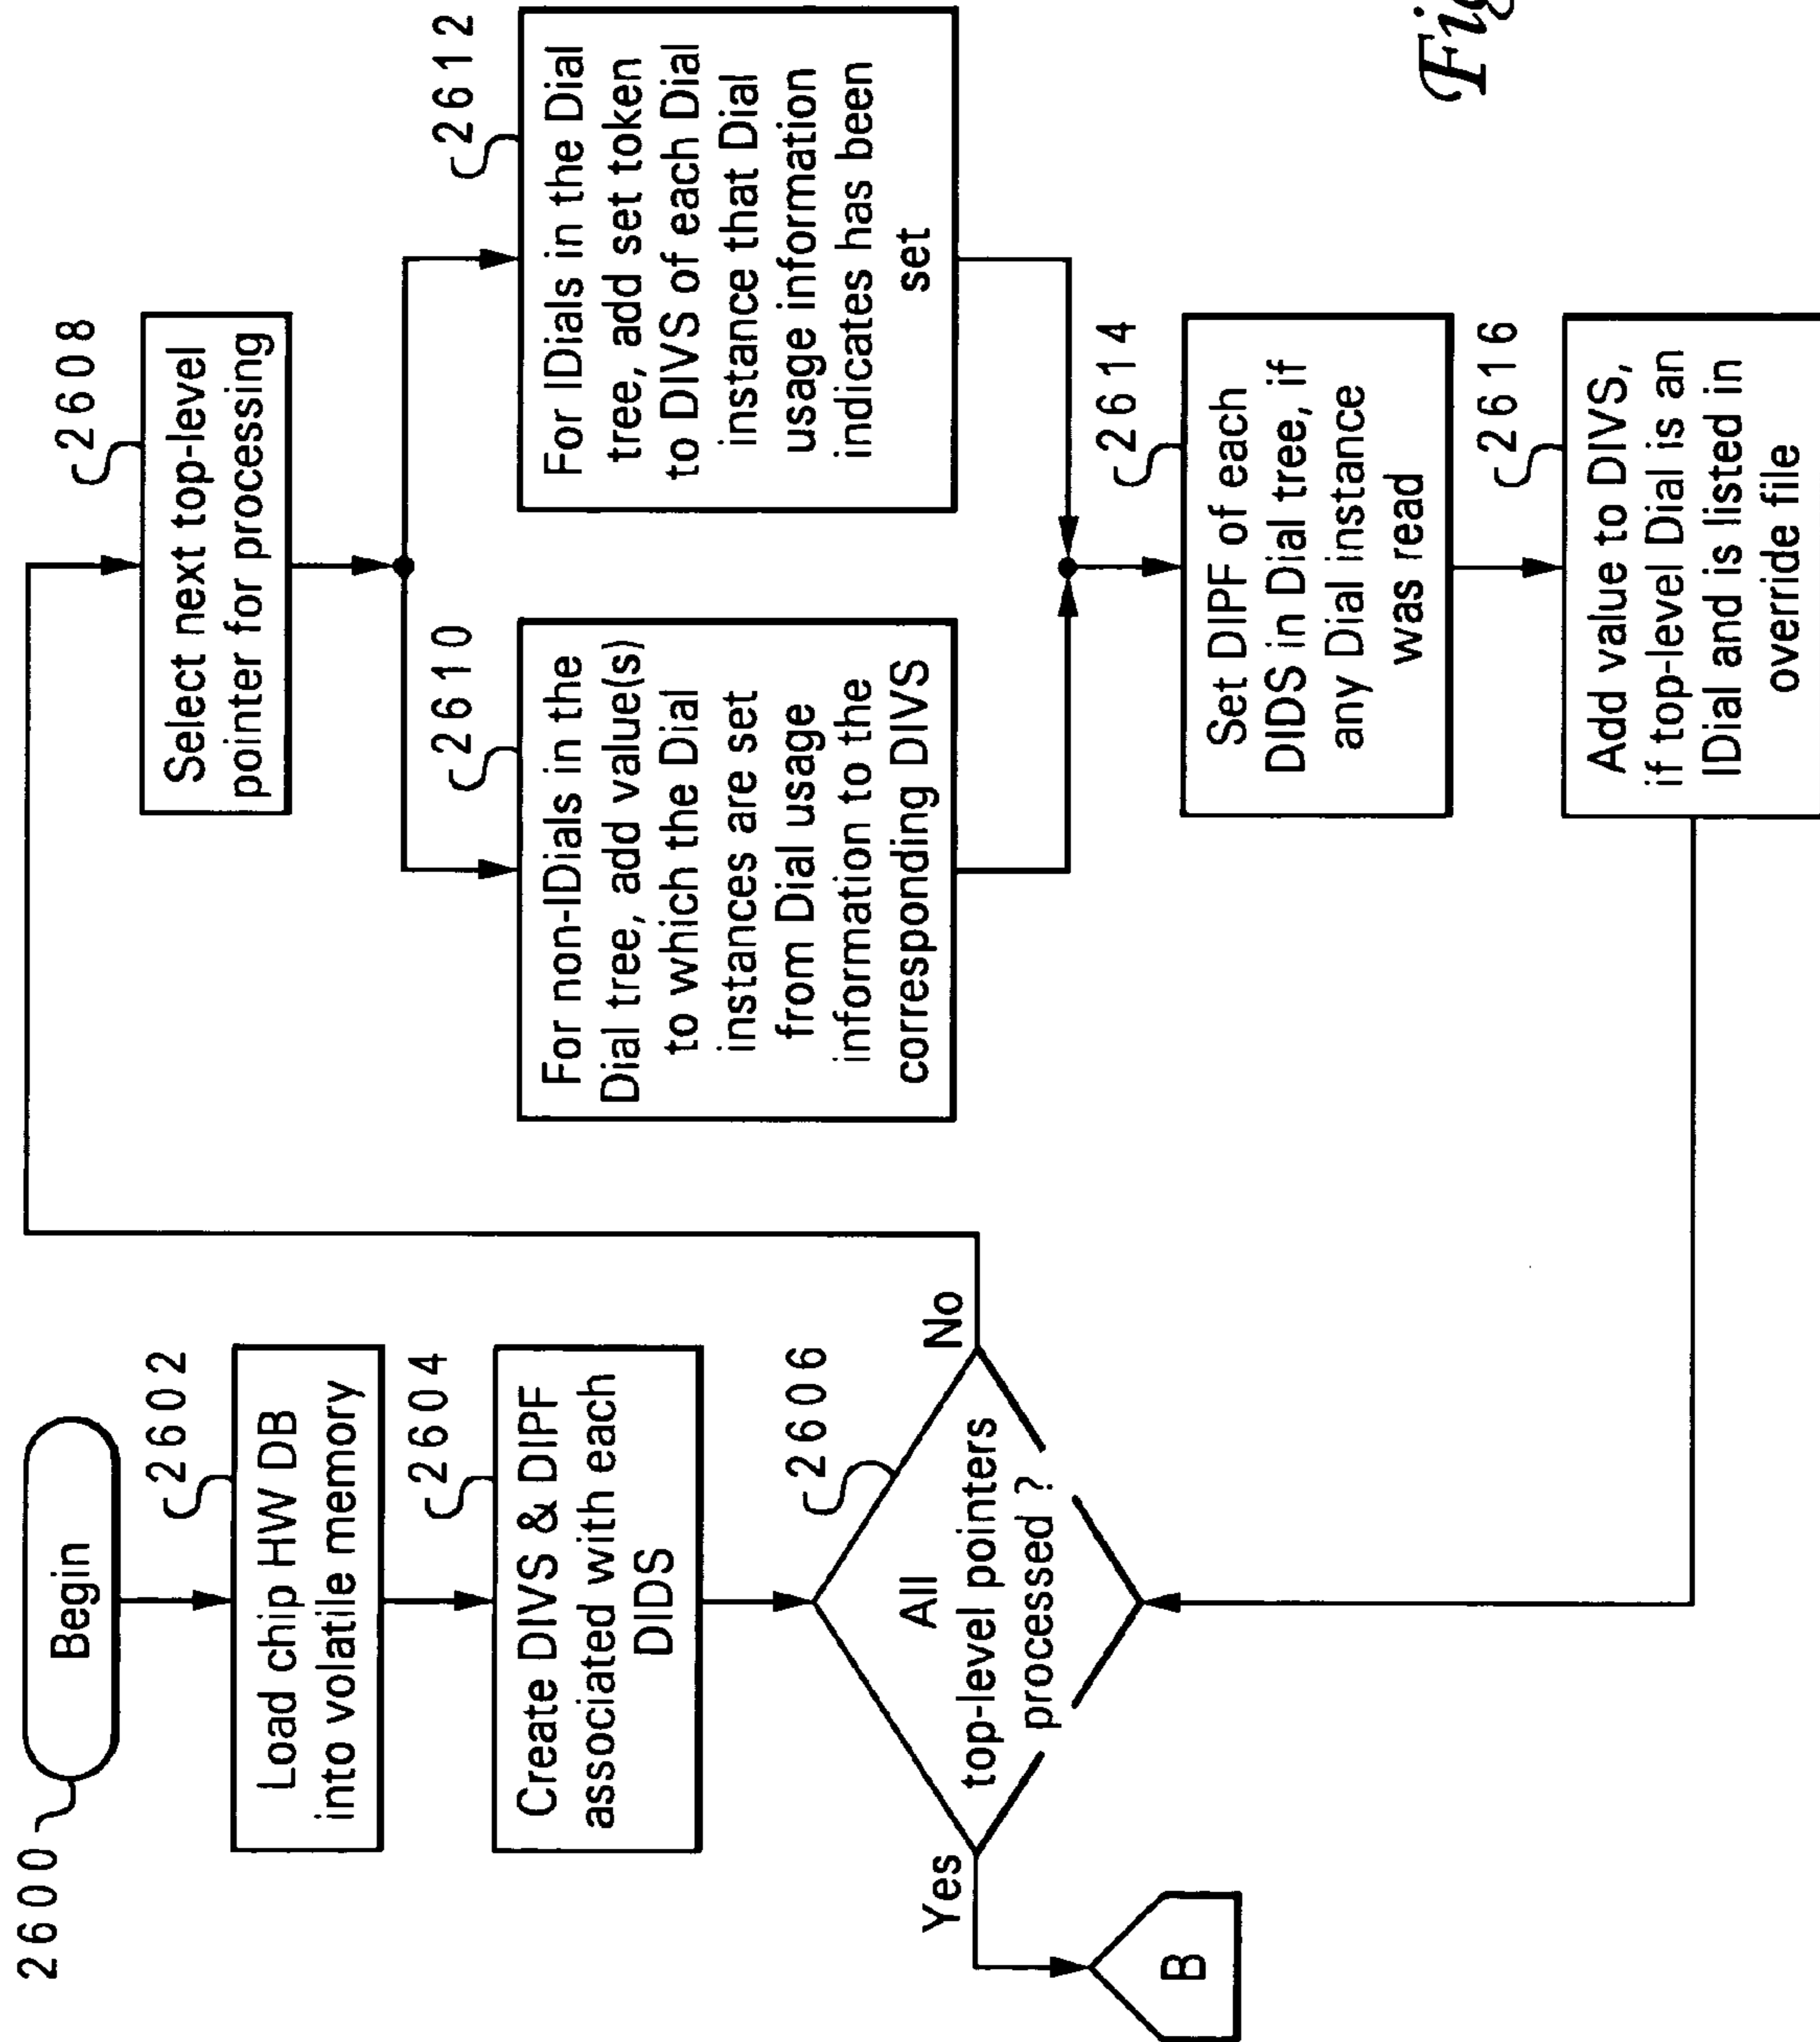 2600
Begin
2602
Load chip HW DB
into volatile memory
2604
Create DIVS & DIPF
associated with each
DIDS
2606
All
top-level pointers
processed ?
Yes
No
B
2608
Select next top-level
pointer for processing
2610
For non-IDials in the
Dial tree, add value(s)
to which the Dial
instances are set
from Dial usage
information to the
corresponding DIVS
2612
For IDials in the Dial
tree, add set token
to DIVS of each Dial
instance that Dial
usage information
indicates has been
set
2614
Set DIPF of each
DIDS in Dial tree, if
any Dial instance
was read
2616
Add value to DIVS,
if top-level Dial is an
IDial and is listed in
override file